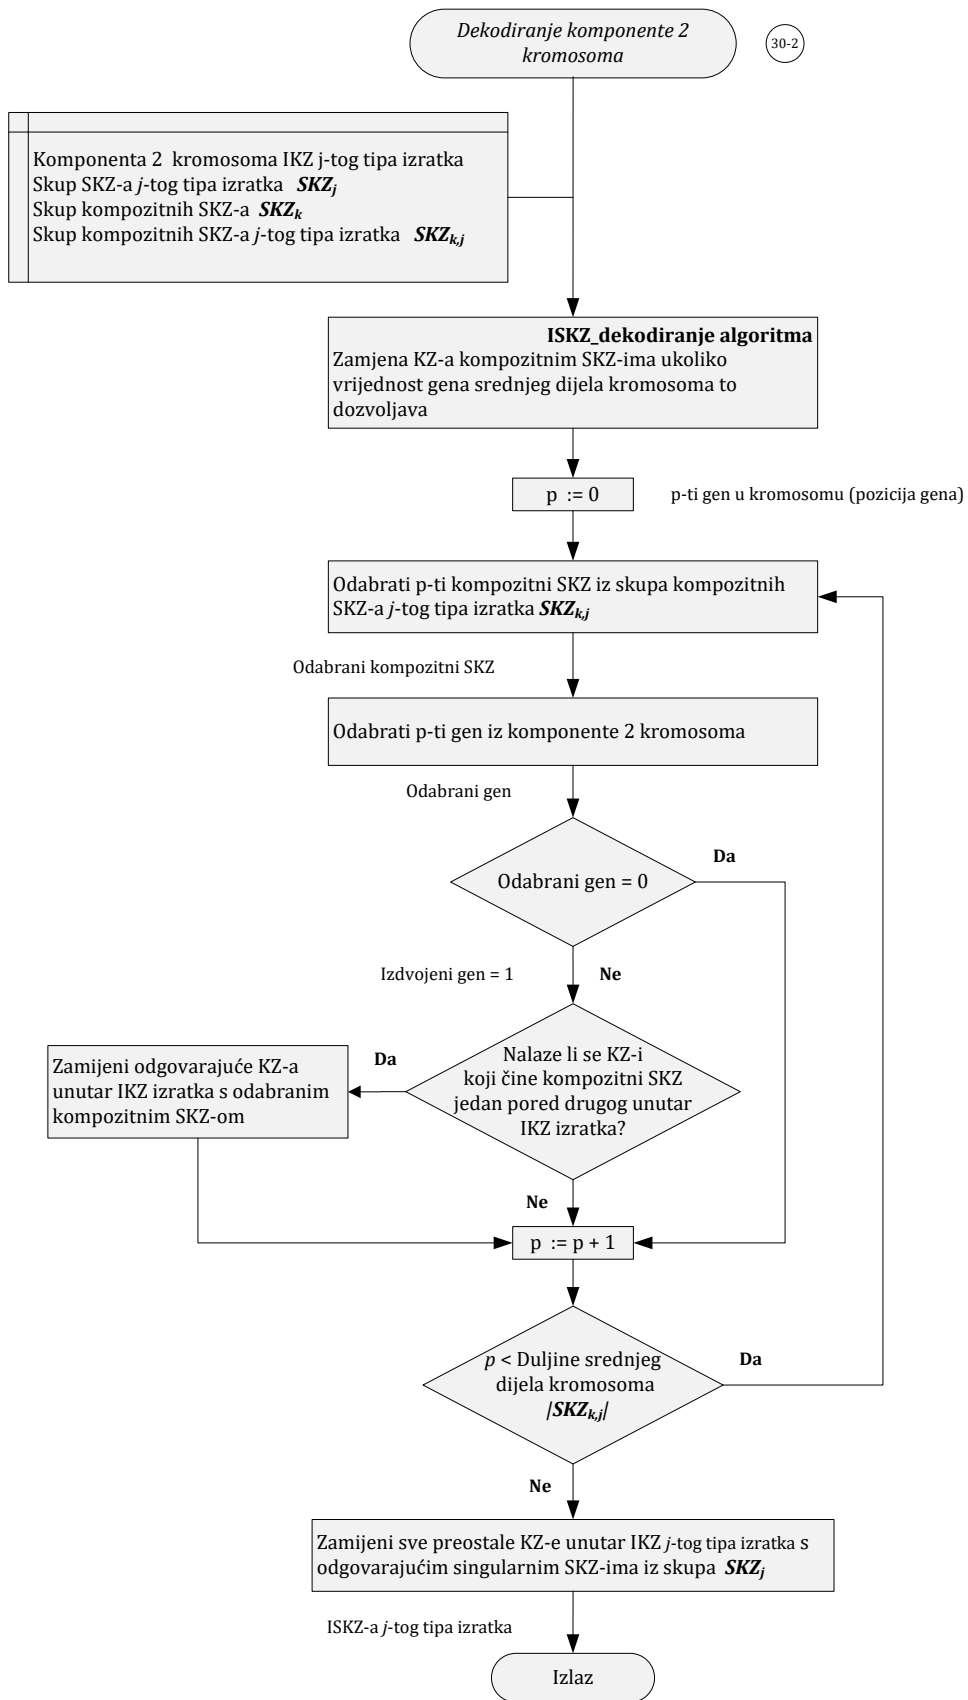 Dekodiranje komponente 2
kromosoma
30-2
Komponenta 2 kromosoma IKZ j-tog tipa izratka
Skup SKZ-a j-tog tipa izratka SKZj
Skup kompozitnih SKZ-a SKZk
Skup kompozitnih SKZ-a j-tog tipa izratka SKZk,j
ISKZ_dekodiranje algoritma
Zamjena KZ-a kompozitnim SKZ-ima ukoliko
vrijednost gena srednjeg dijela kromosoma to
dozvoljava
p := 0
p-ti gen u kromosomu (pozicija gena)
Odabrati p-ti kompozitni SKZ iz skupa kompozitnih
SKZ-a j-tog tipa izratka SKZk,j
Odabrani kompozitni SKZ
Odabrati p-ti gen iz komponente 2 kromosoma
Odabrani gen
Da
Odabrani gen = 0
Izdvojeni gen = 1
Ne
Nalaze li se KZ-i
koji čine kompozitni SKZ
jedan pored drugog unutar
IKZ izratka?
Da
Zamijeni odgovarajuće KZ-a
unutar IKZ izratka s odabranim
kompozitnim SKZ-om
Ne
p := p + 1
p < Duljine srednjeg
dijela kromosoma
|SKZk,j|
Da
Ne
Zamijeni sve preostale KZ-e unutar IKZ j-tog tipa izratka s
odgovarajućim singularnim SKZ-ima iz skupa SKZj
ISKZ-a j-tog tipa izratka
Izlaz